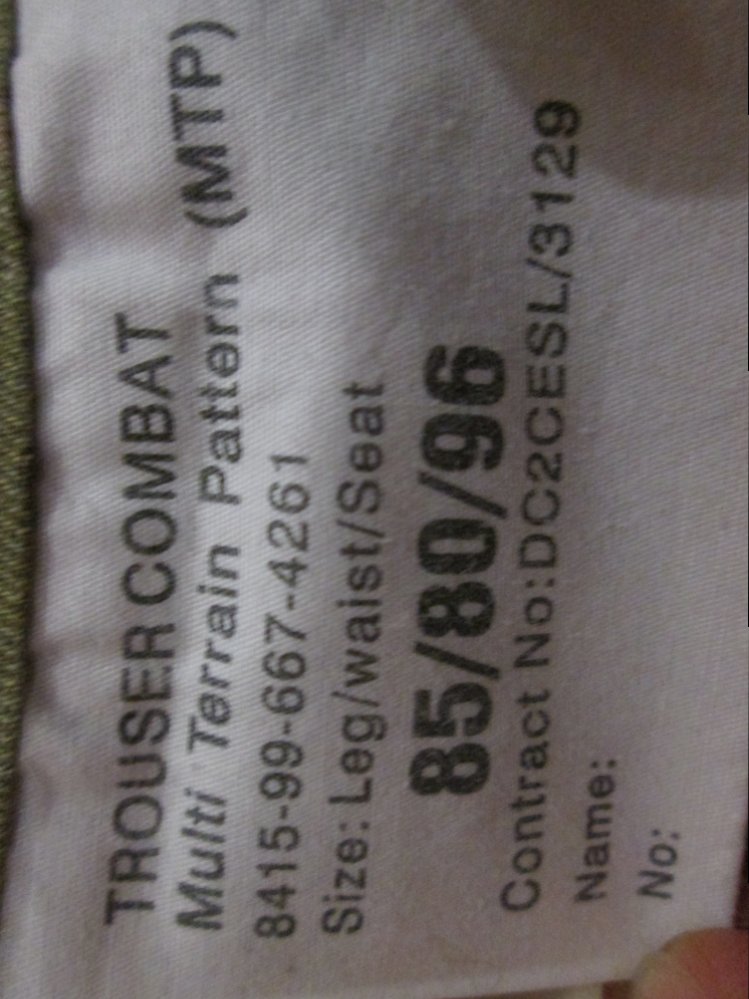 TROUSER COMBAT
Multi Terrain Pattern (MTP)
8415-99-667-4261
Size: Leg/waist/Seat
85/80/96
Contract No:DC2CESL/3129
Name:
No: